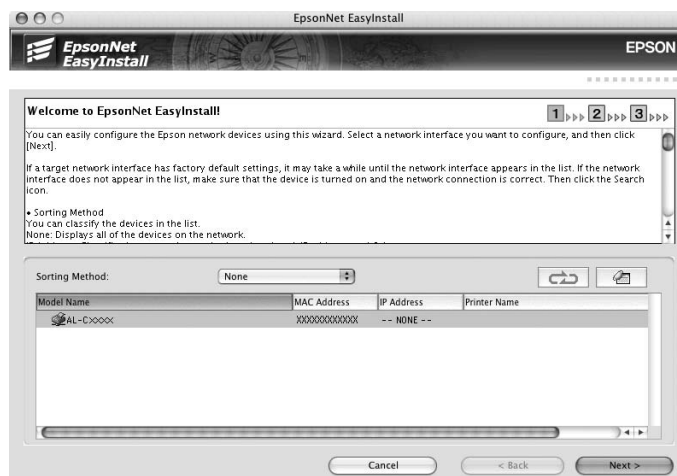 EpsonNet EasyInstall
EpsonNet
EasyInstall
EPSON
Welcome to EpsonNet EasyInstall!
1 2 3
You can easily configure the Epson network devices using this wizard. Select a network interface you want to configure, and then click
[Next].
If a target network interface has factory default settings, it may take a while until the network interface appears in the list. If the network
interface does not appear in the list, make sure that the device is turned on and the network connection is correct. Then click the Search
icon.
• Sorting Method
You can classify the devices in the list.
None: Displays all of the devices on the network.
Sorting Method:
None
Model Name MAC Address IP Address Printer Name
AL-CXXXX XXXXXXXXXXXX -- NONE --
Cancel < Back Next >